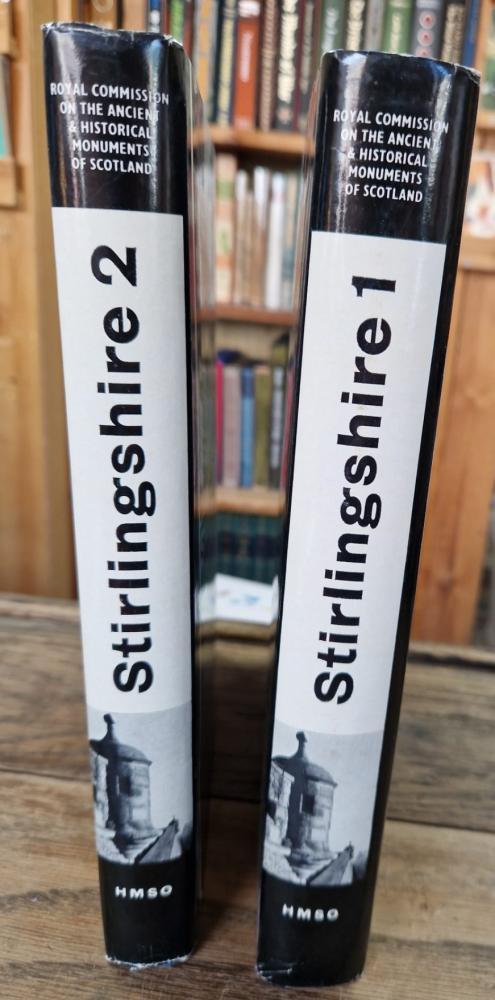 ROYAL COMMISSION
ON THE ANCIENT
& HISTORICAL
MONUMENTS
OF SCOTLAND
Stirlingshire 2
HMSO
ROYAL COMMISSION
ON THE ANCIENT
& HISTORICAL
MONUMENTS
OF SCOTLAND
Stirlingshire 1
HMSO